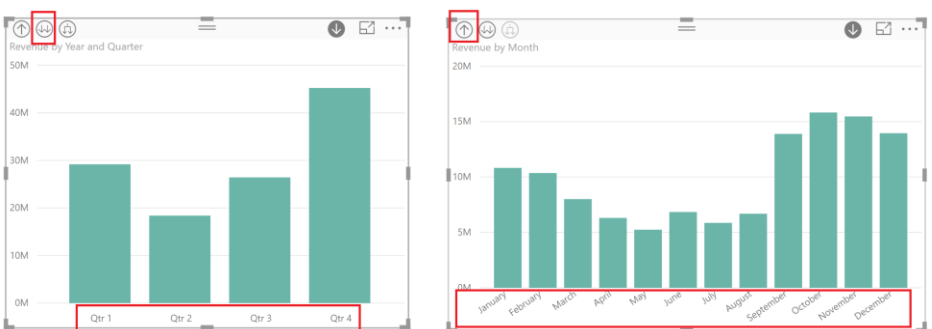 Revenue by Year and Quarter
50M
40M
30M
20M
10M
0M
Qtr 1 Qtr 2 Qtr 3 Qtr 4
Revenue by Month
20M
15M
10M
5M
0M
January February March April May June July August September October November December